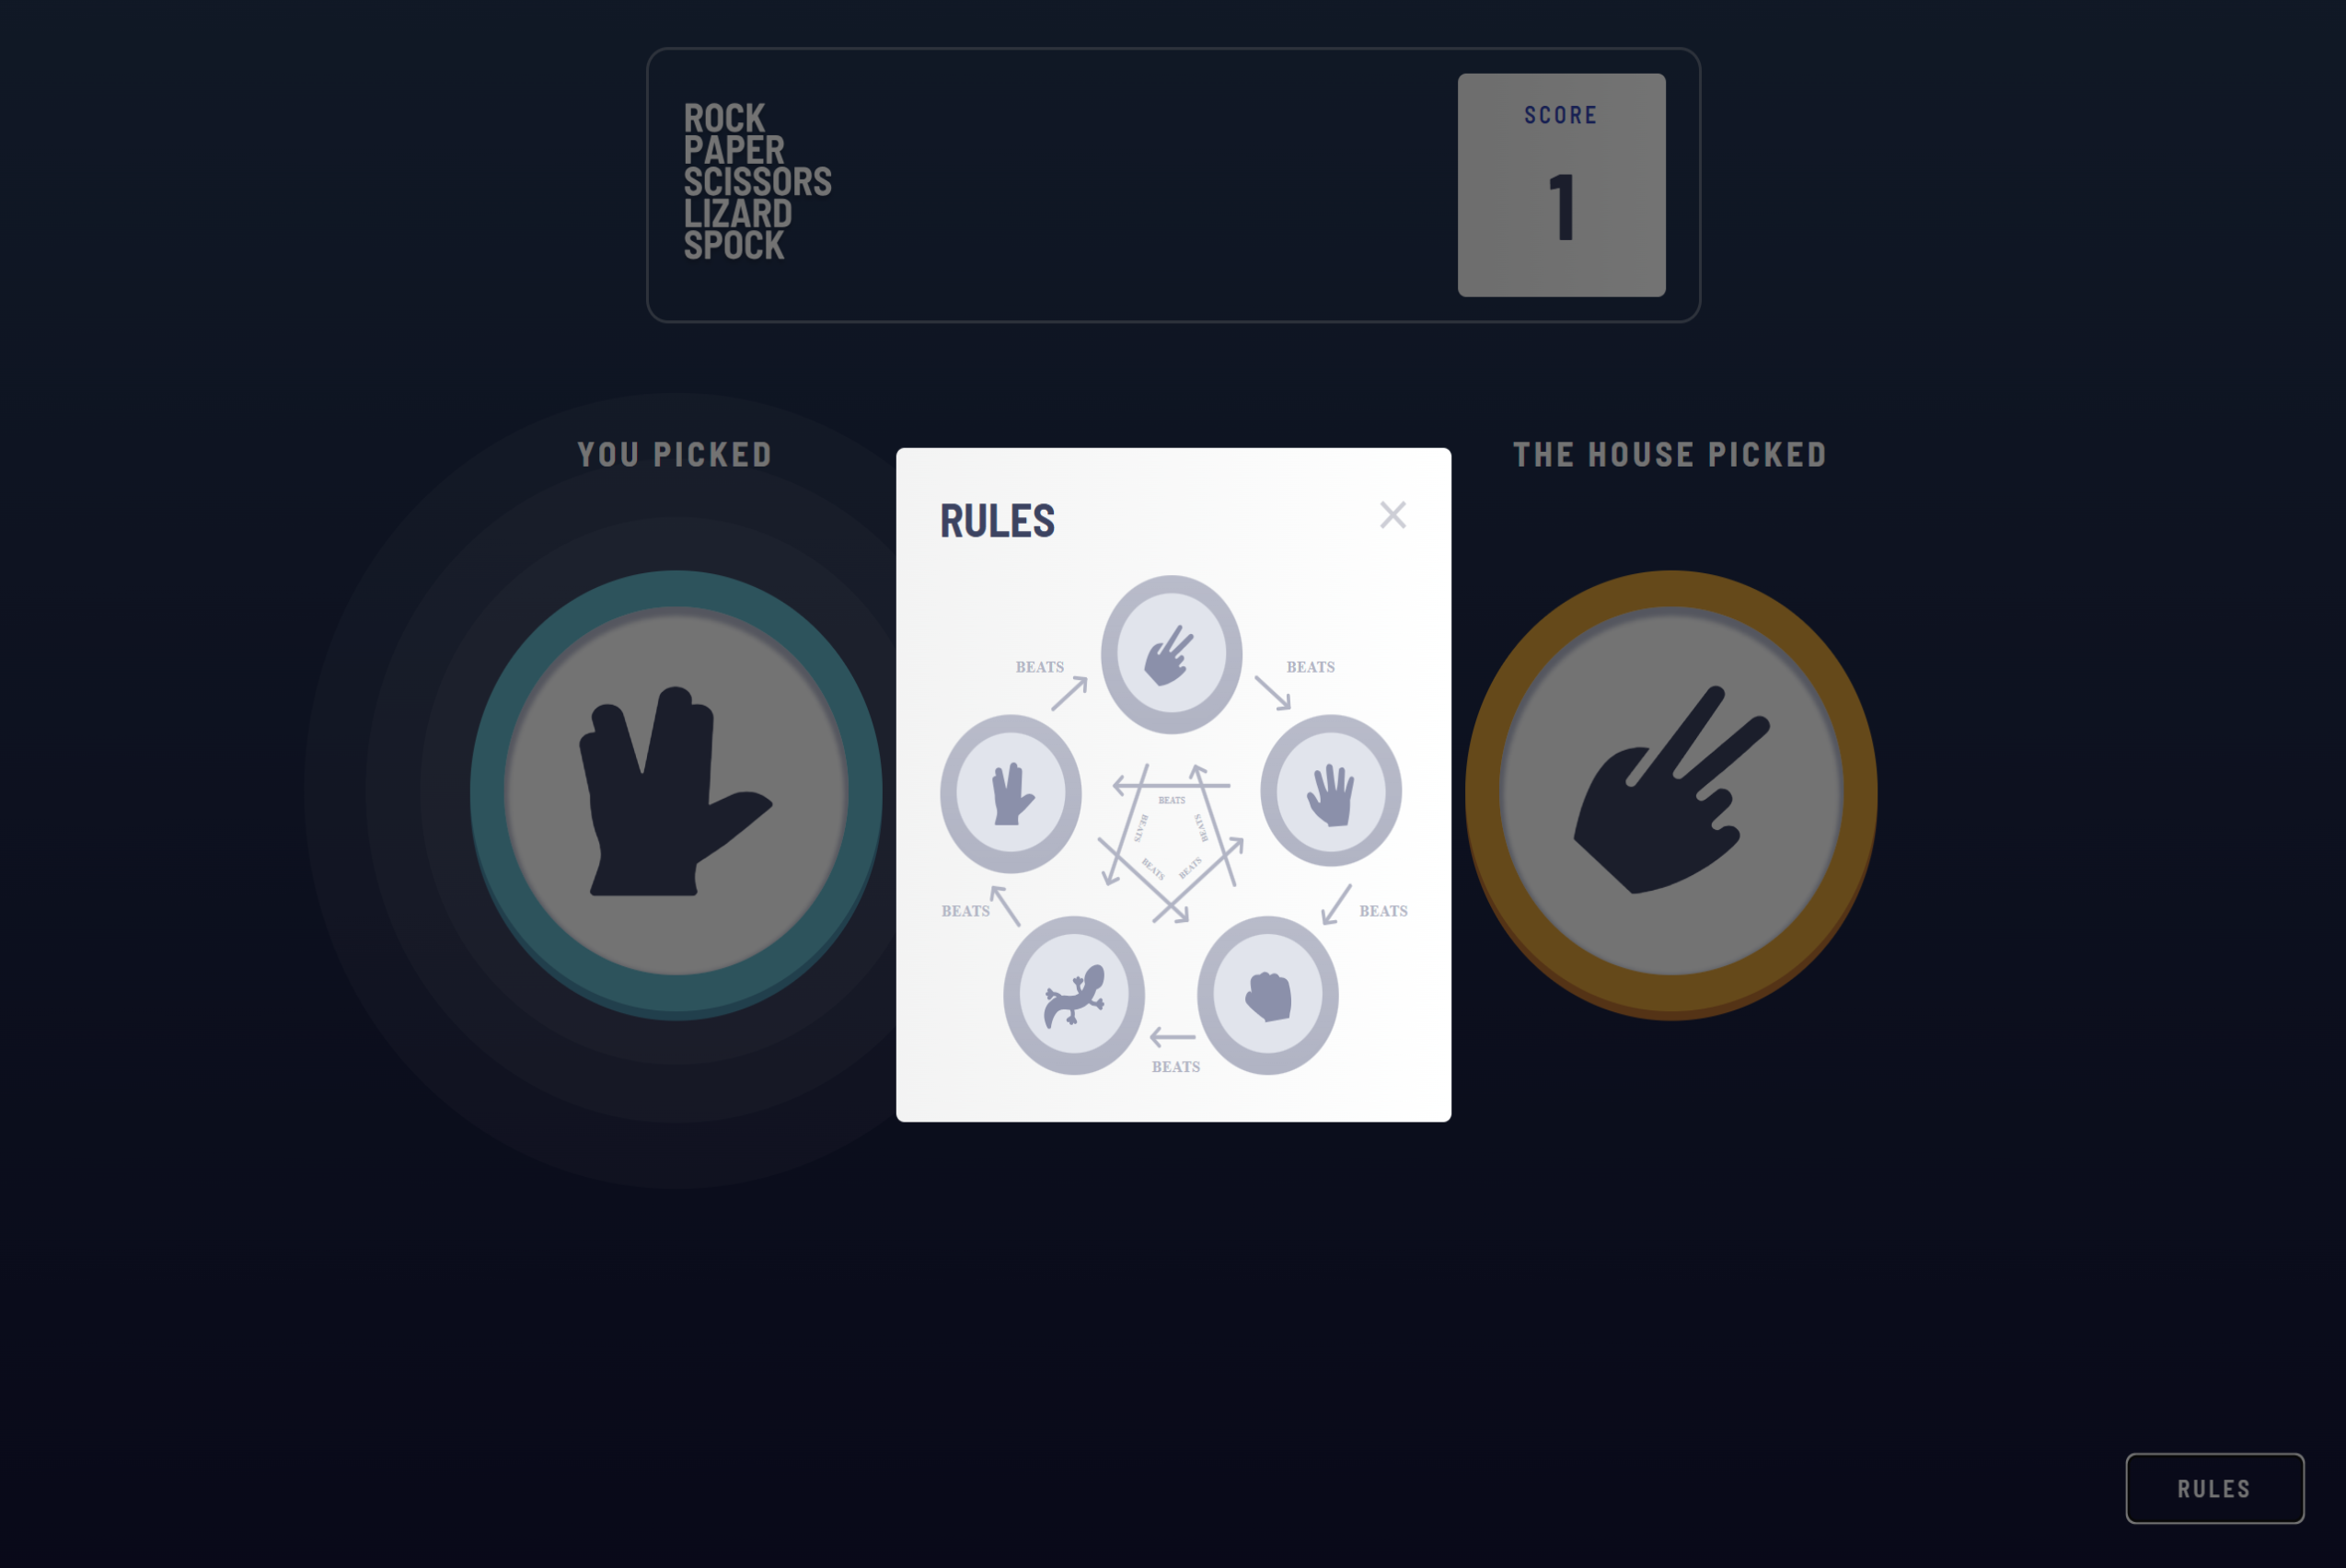 ROCK
PAPER
SCISSORS
LIZARD
SPOCK
SCORE
1
YOU PICKED
THE HOUSE PICKED
RULES
BEATS
BEATS
BEATS
BEATS
BEATS
BEATS
BEATS
BEATS
BEATS
BEATS
RULES